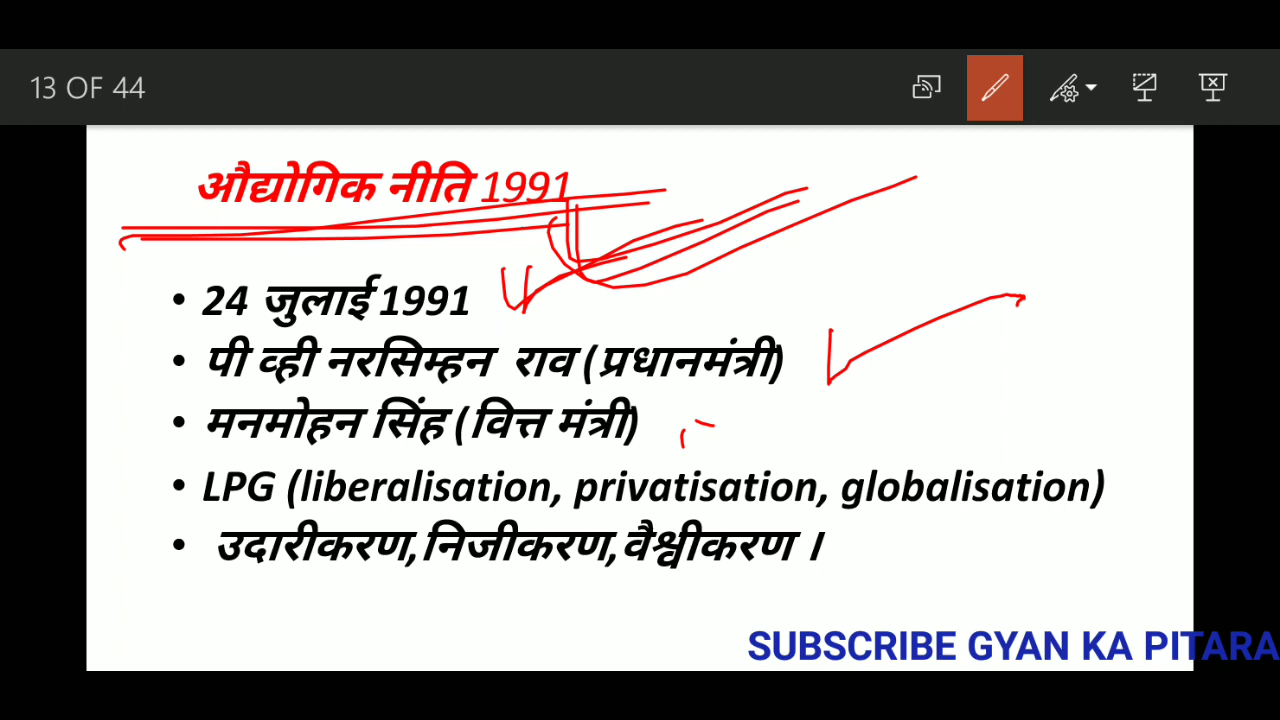 13 OF 44
औद्योगिक नीति 1991
• 24 जुलाई 1991
• पी व्ही नरसिम्हन राव (प्रधानमंत्री)
• मनमोहन सिंह (वित्त मंत्री)
• LPG (liberalisation, privatisation, globalisation)
• उदारीकरण,निजीकरण,वैश्वीकरण ।
SUBSCRIBE GYAN KA PITARA